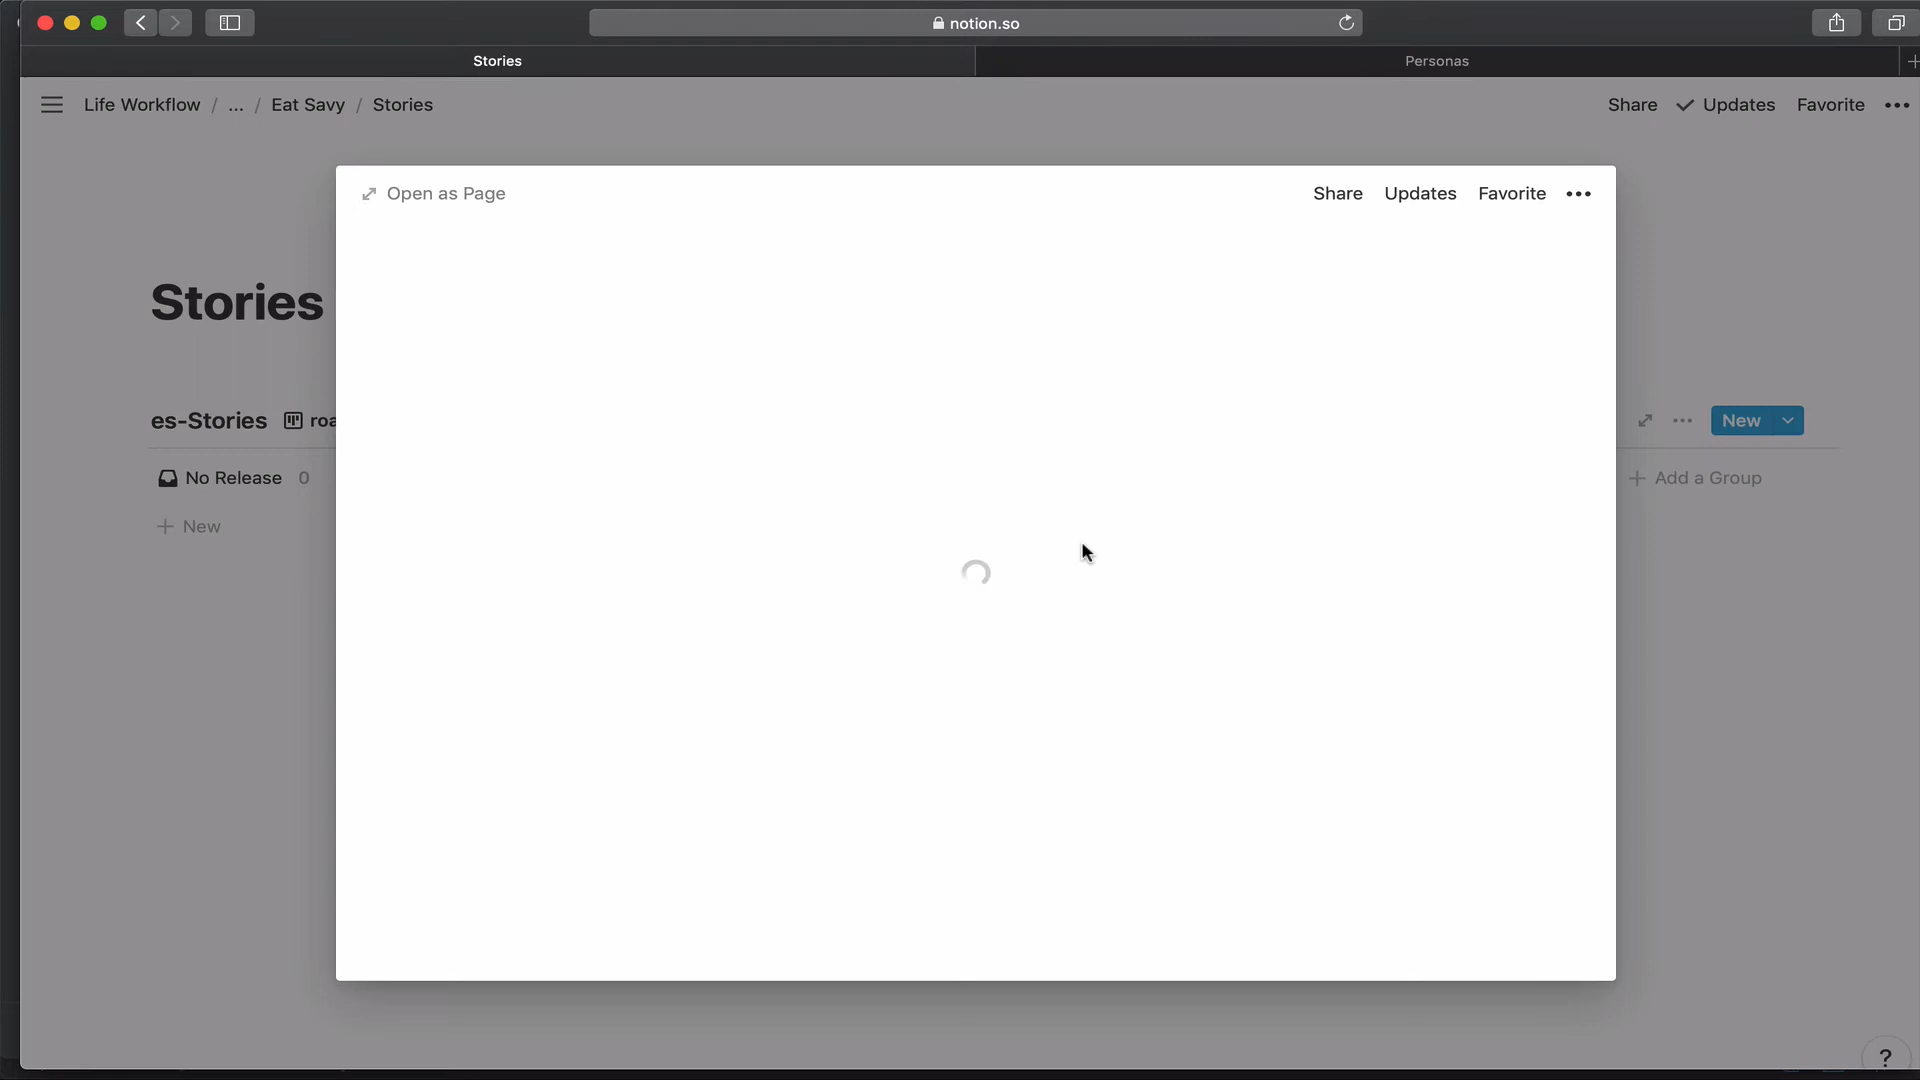 notion.so
Stories
Personas
Life Workflow / ... / Eat Savy / Stories
Share Updates Favorite
Open as Page
Share Updates Favorite
Stories
es-Stories roa
New
No Release 0
Add a Group
New
?